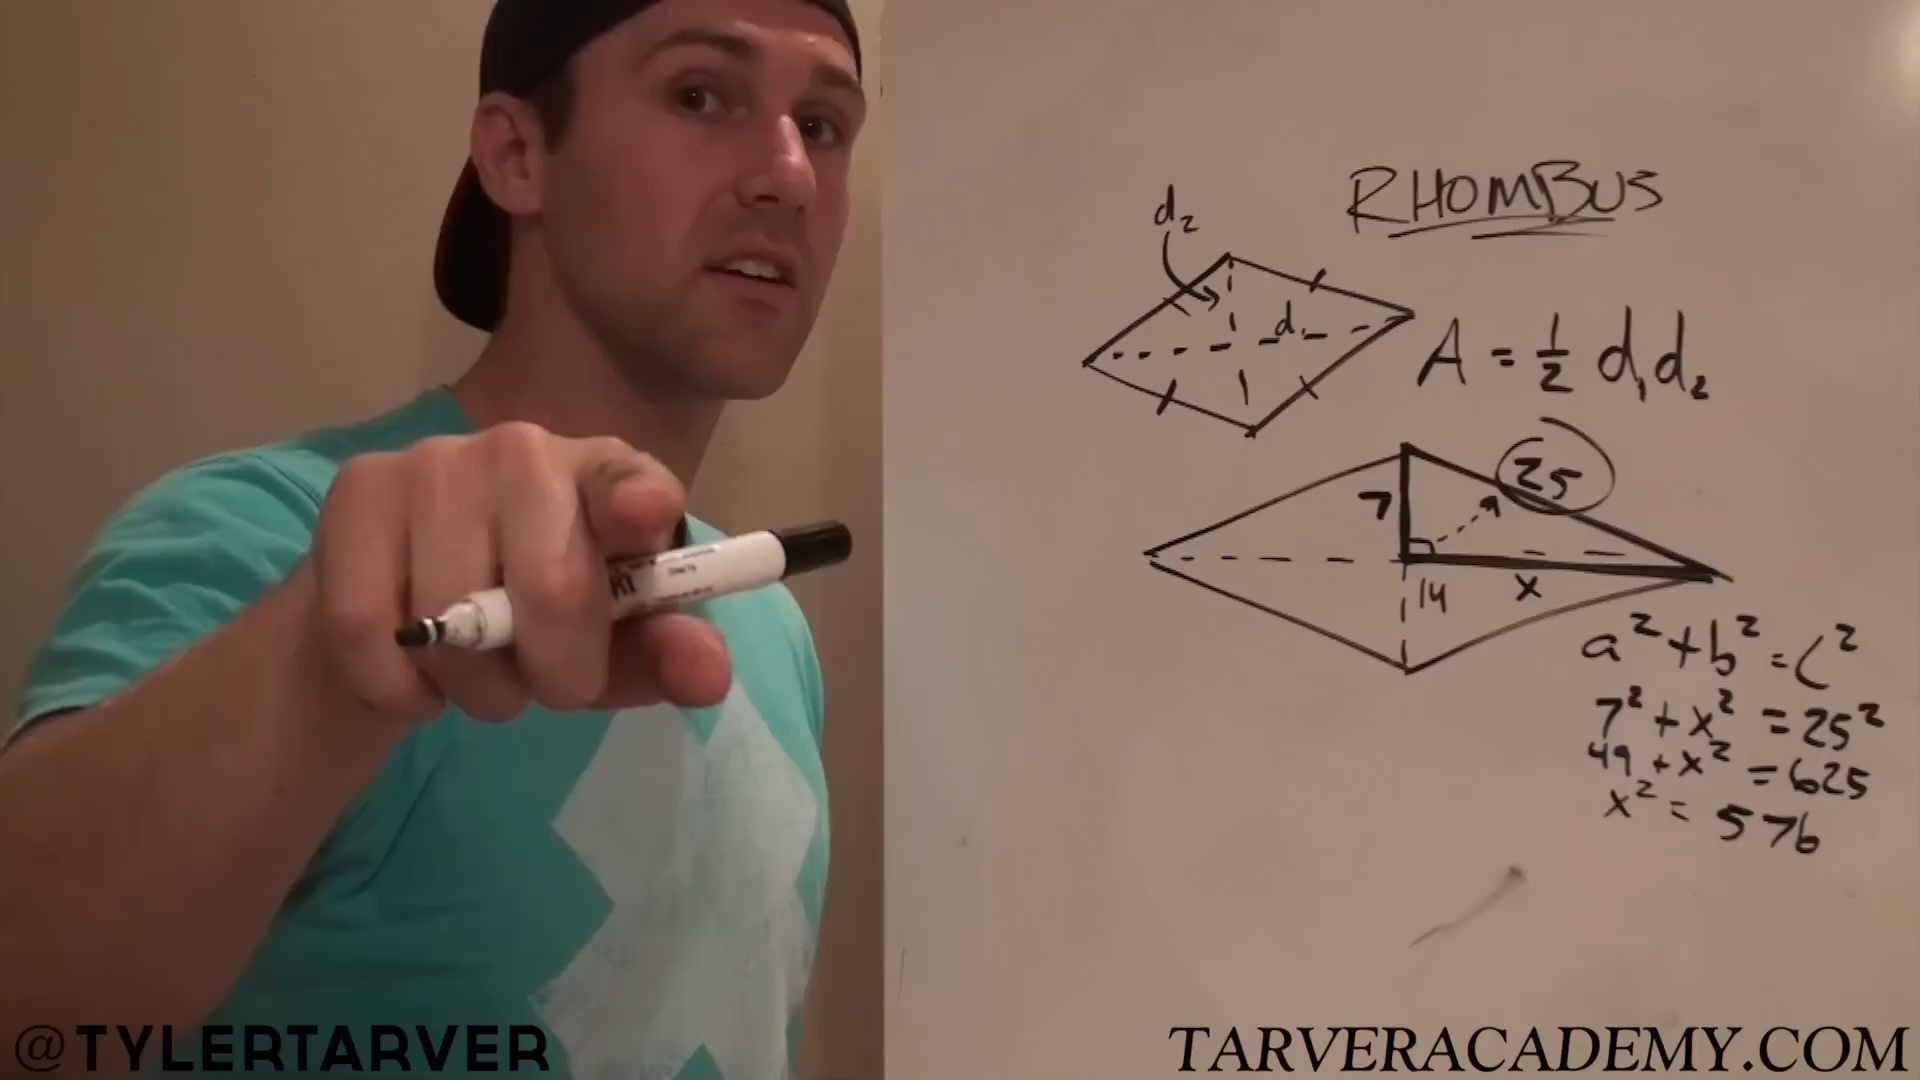 RHOMBUS
d₂
d₁
A = ½ d₁d₂
25
7
14
x
a² + b² = c²
7² + x² = 25²
49 + x² = 625
x² = 576
@TYLERTARVER
TARVERACADEMY.COM